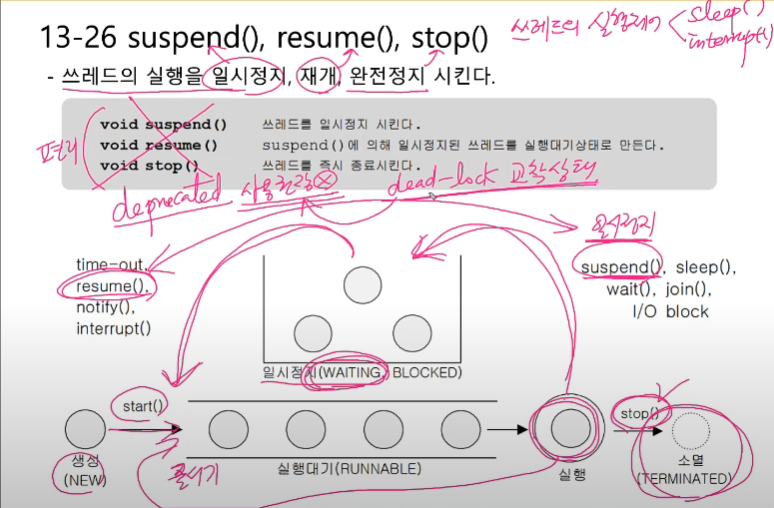 13-26 suspend(), resume(), stop()
쓰레드의 실행제어
sleep()
interrupt()
- 쓰레드의 실행을 일시정지, 재개, 완전정지 시킨다.
편리
void suspend() 쓰레드를 일시정지 시킨다.
void resume() suspend()에 의해 일시정지된 쓰레드를 실행대기상태로 만든다.
void stop() 쓰레드를 즉시 종료시킨다.
deprecated 사용권장 dead-lock 교착상태
일시정지
time-out,
resume(),
notify(),
interrupt()
suspend(), sleep(),
wait(), join(),
I/O block
일시정지(WAITING, BLOCKED)
start()
stop()
생성
(NEW)
줄서기
실행대기(RUNNABLE)
실행
소멸
(TERMINATED)